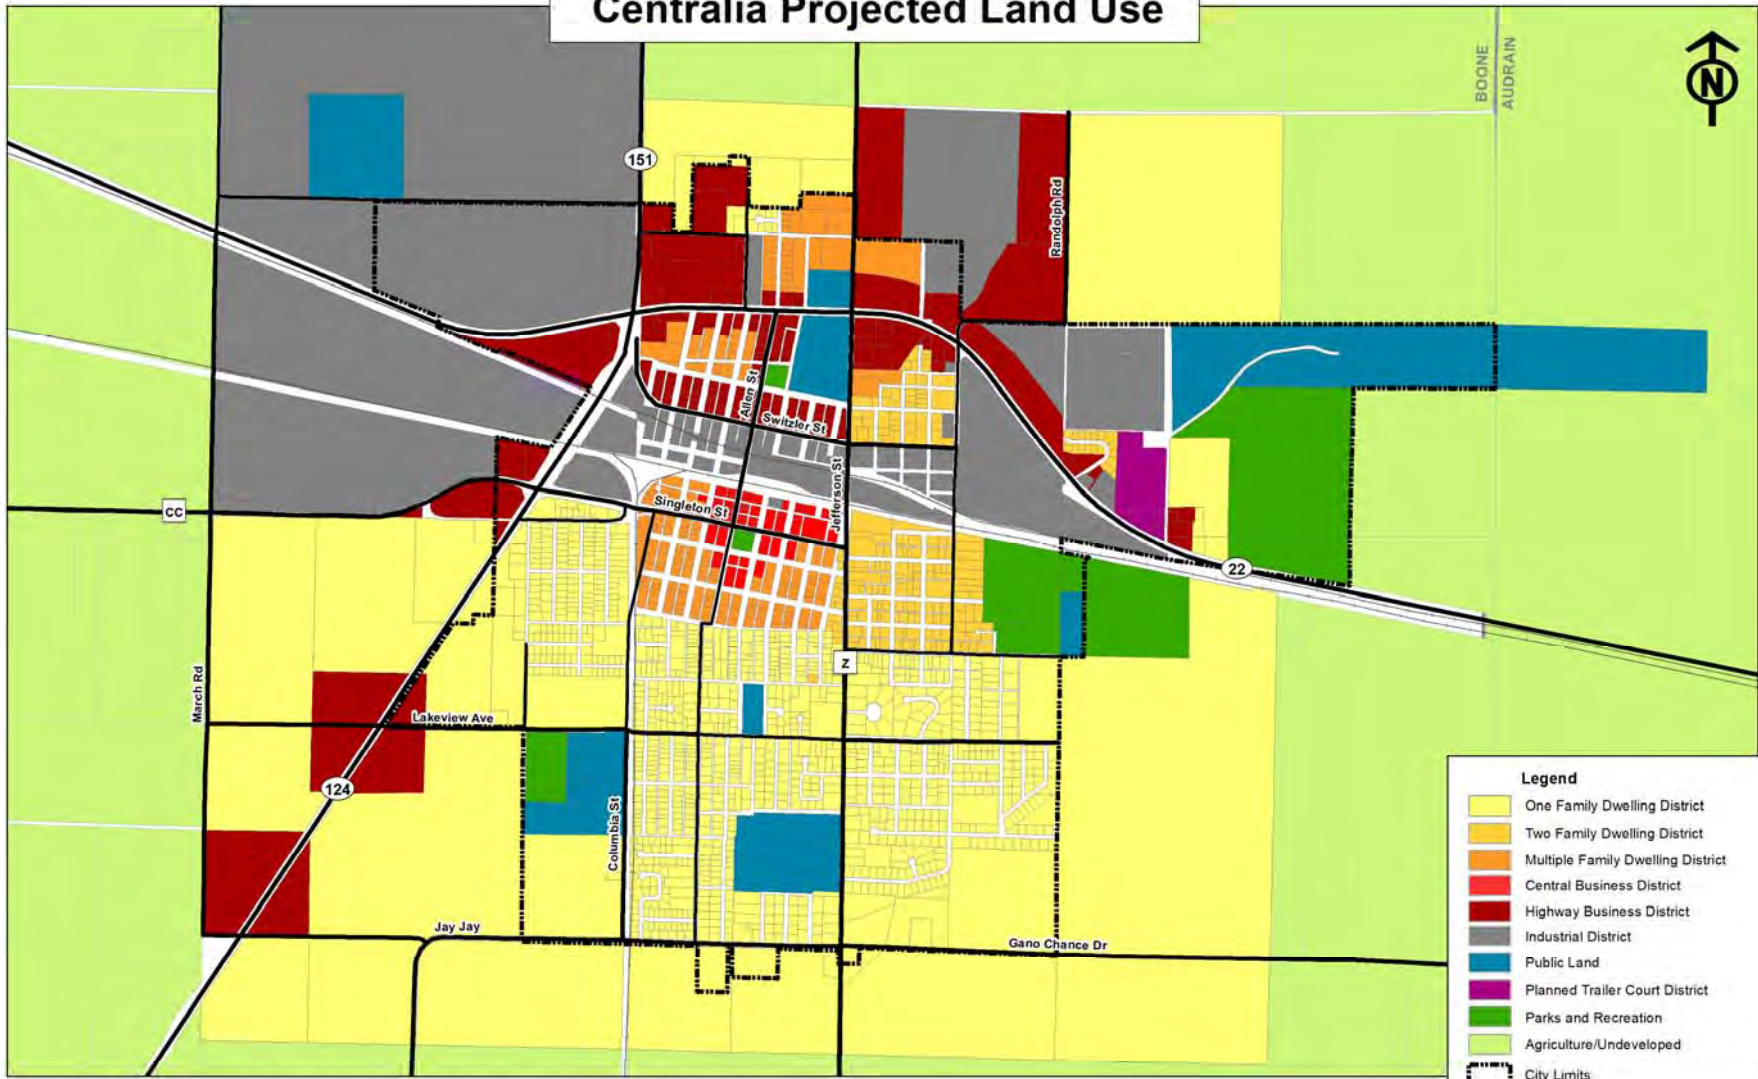 Centralia Projected Land Use
BOONE
AUDRAIN
N
151
Randolph Rd
Allen St
Switzler St
Jefferson St
Singleton St
CC
22
March Rd
Z
Lakeview Ave
124
Columbia St
Jay Jay
Gano Chance Dr
Legend
One Family Dwelling District
Two Family Dwelling District
Multiple Family Dwelling District
Central Business District
Highway Business District
Industrial District
Public Land
Planned Trailer Court District
Parks and Recreation
Agriculture/Undeveloped
City Limits